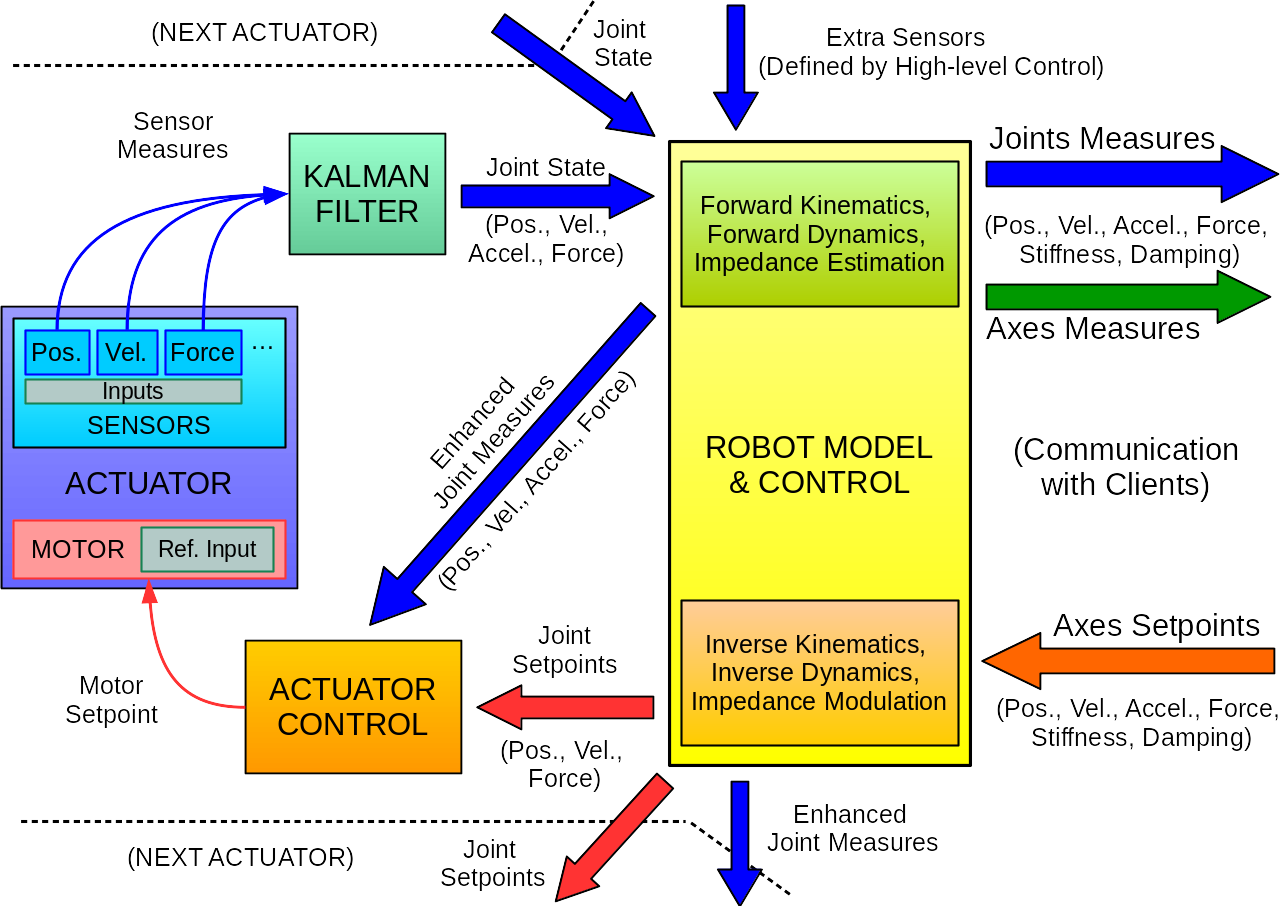 (NEXT ACTUATOR)
Joint
State
Extra Sensors
(Defined by High-level Control)
Sensor
Measures
KALMAN
FILTER
Joint State
(Pos., Vel.,
Accel., Force)
Forward Kinematics,
Forward Dynamics,
Impedance Estimation
Joints Measures
(Pos., Vel., Accel., Force,
Stiffness, Damping)
Axes Measures
Pos.
Vel.
Force
...
Inputs
SENSORS
ACTUATOR
MOTOR
Ref. Input
Enhanced
Joint Measures
(Pos., Vel., Accel., Force)
ROBOT MODEL
& CONTROL
(Communication
with Clients)
Motor
Setpoint
ACTUATOR
CONTROL
Joint
Setpoints
(Pos., Vel.,
Force)
Inverse Kinematics,
Inverse Dynamics,
Impedance Modulation
Axes Setpoints
(Pos., Vel., Accel., Force,
Stiffness, Damping)
(NEXT ACTUATOR)
Joint
Setpoints
Enhanced
Joint Measures